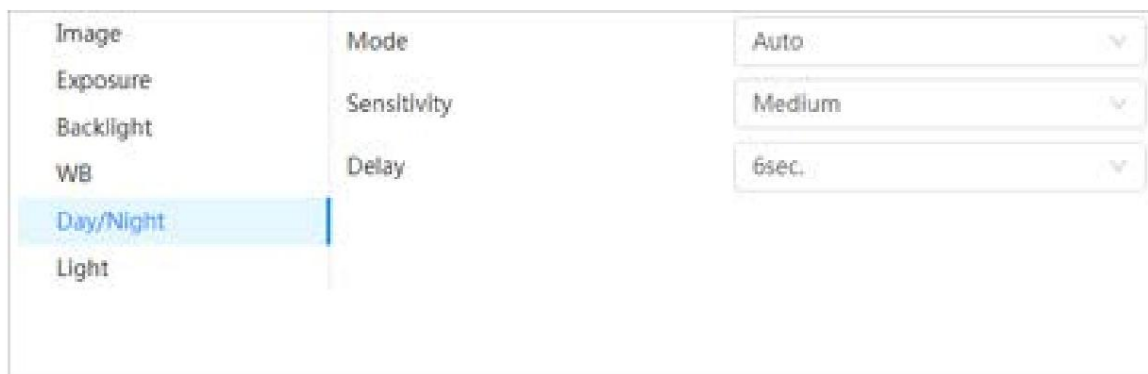 Image
Exposure
Backlight
WB
Day/Night
Light
Mode
Auto
Sensitivity
Medium
Delay
6sec.